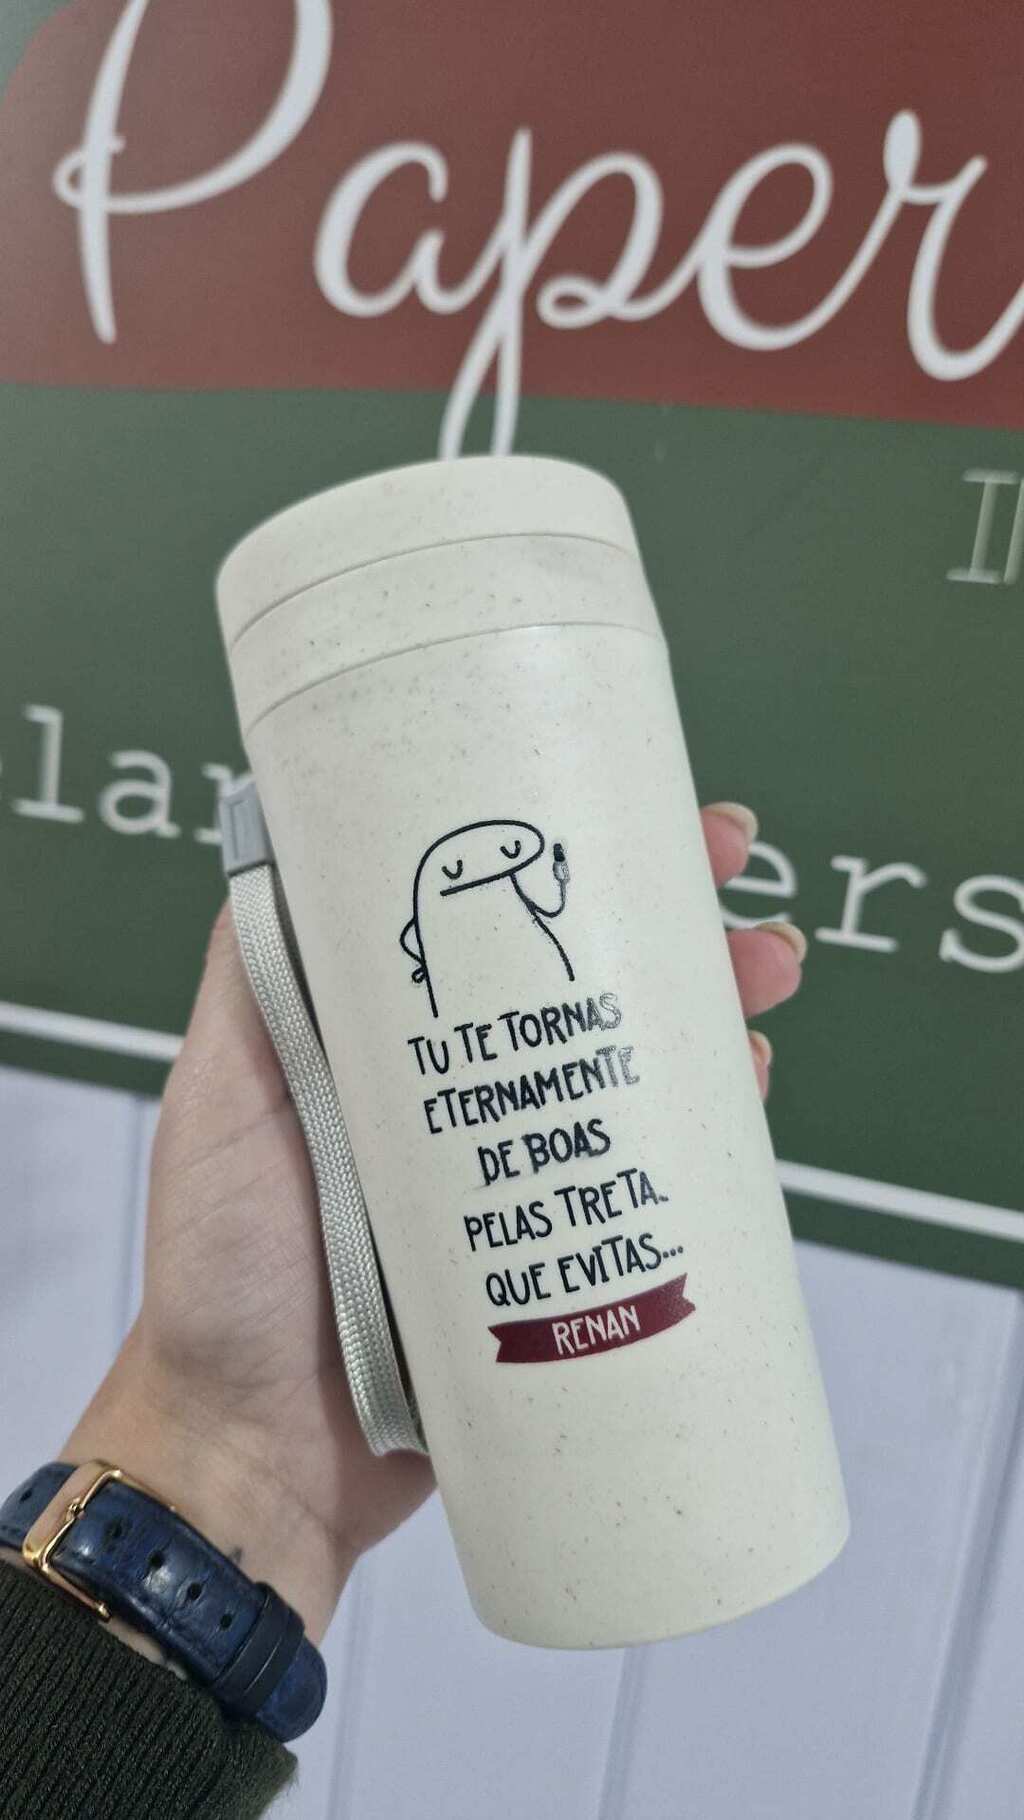 Paper
TU TE TORNAS
ETERNAMENTE
DE BOAS
PELAS TRETA
QUE EVITAS...
RENAN